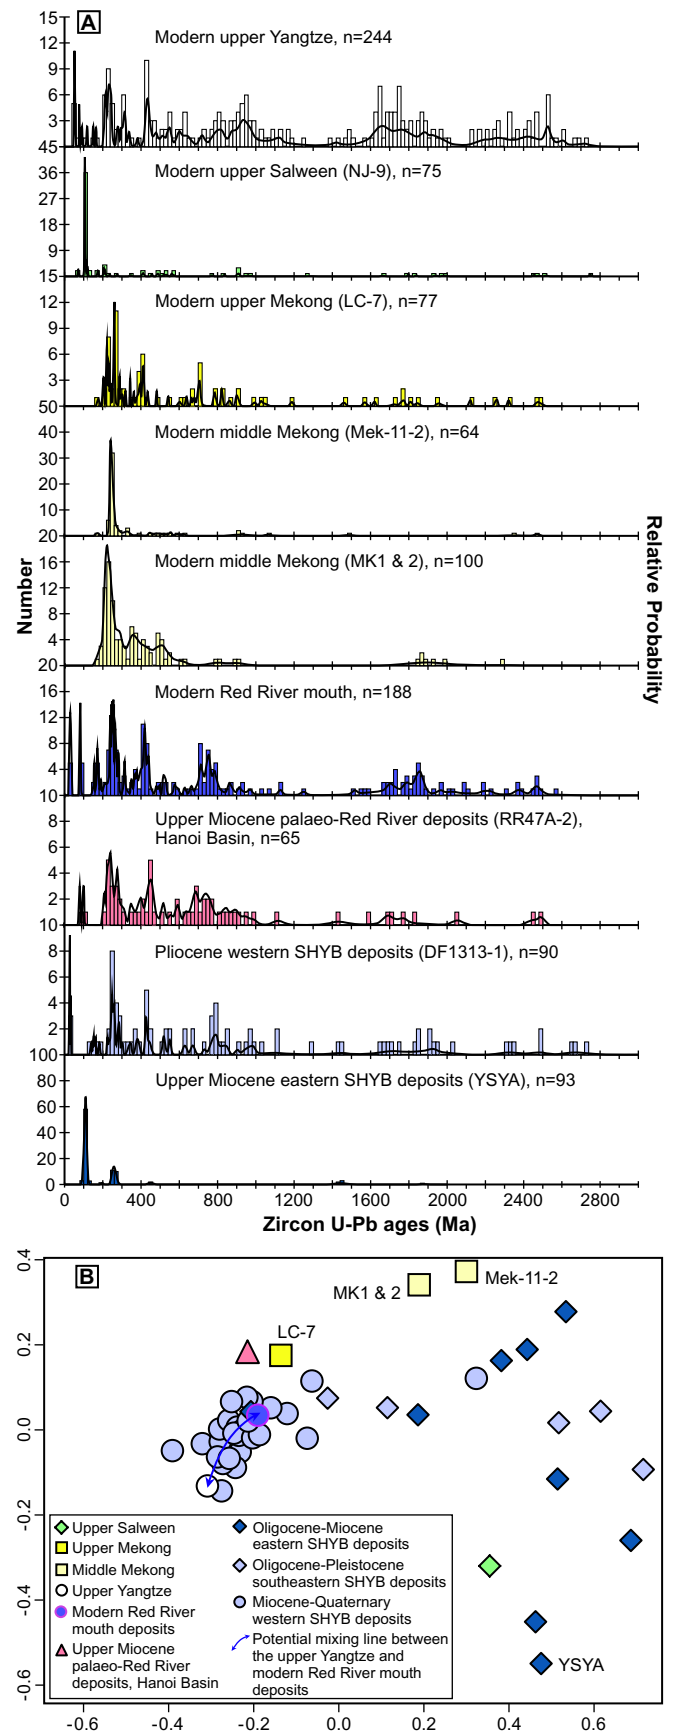 A
Modern upper Yangtze, n=244
15
12
9
6
3
45
Modern upper Salween (NJ-9), n=75
36
27
18
9
15
Modern upper Mekong (LC-7), n=77
12
9
6
3
50
Modern middle Mekong (Mek-11-2), n=64
40
30
20
10
20
Modern middle Mekong (MK1 & 2), n=100
16
12
8
4
20
Modern Red River mouth, n=188
16
12
8
4
10
Upper Miocene palaeo-Red River deposits (RR47A-2),
Hanoi Basin, n=65
8
6
4
2
10
Pliocene western SHYB deposits (DF1313-1), n=90
8
6
4
2
100
Upper Miocene eastern SHYB deposits (YSYA), n=93
80
60
40
20
0
Number
Relative Probability
0 400 800 1200 1600 2000 2400 2800
Zircon U-Pb ages (Ma)
B
0.4
0.2
0.0
-0.2
-0.4
-0.6
MK1 & 2
Mek-11-2
LC-7
YSYA
Upper Salween
Upper Mekong
Middle Mekong
Upper Yangtze
Modern Red River
mouth deposits
Upper Miocene
palaeo-Red River
deposits, Hanoi Basin
Oligocene-Miocene
eastern SHYB deposits
Oligocene-Pleistocene
southeastern SHYB deposits
Miocene-Quaternary
western SHYB deposits
Potential mixing line between
the upper Yangtze and
modern Red River mouth
deposits
-0.6 -0.4 -0.2 0.0 0.2 0.4 0.6